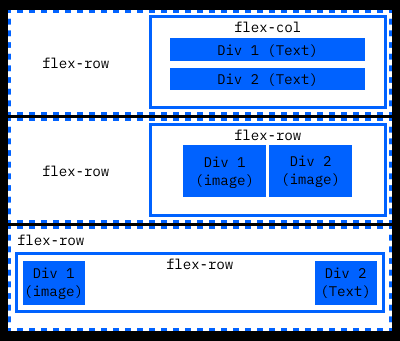 flex-col
Div 1 (Text)
flex-row
Div 2 (Text)
flex-row
flex-row
Div 1 Div 2
(image) (image)
flex-row
flex-row
Div 1 Div 2
(image) (Text)